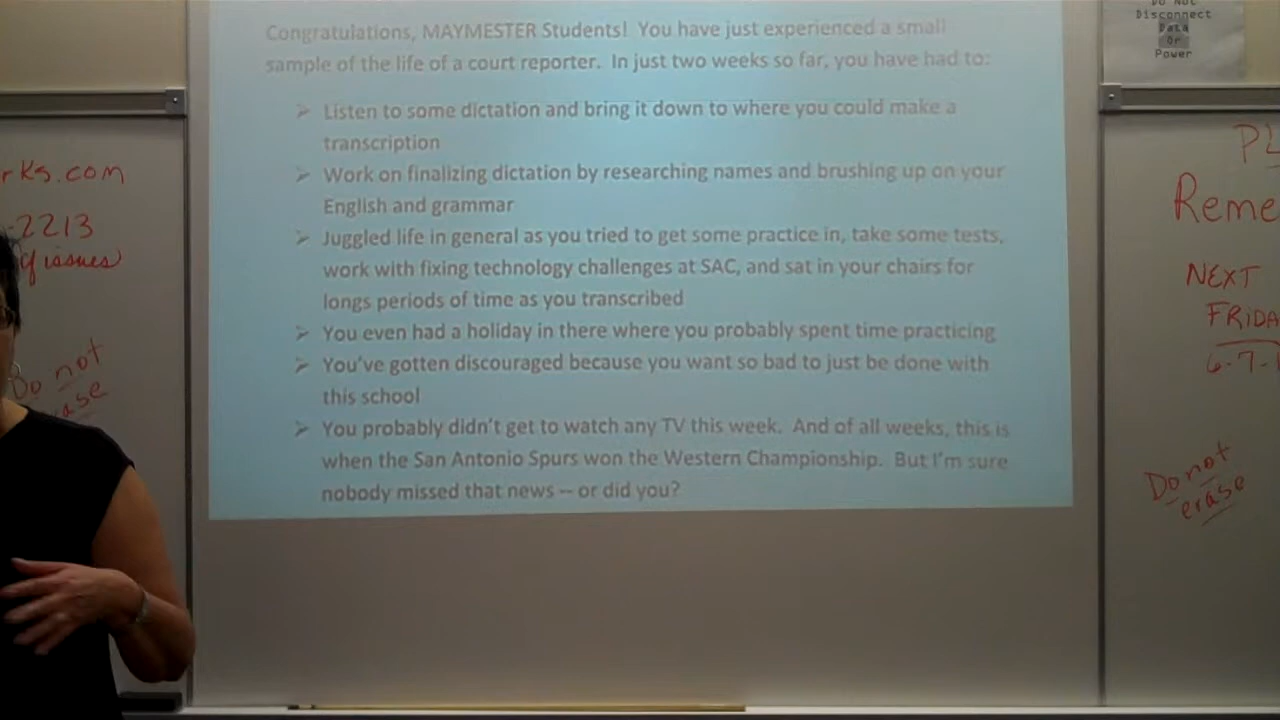 Congratulations, MAYMESTER Students! You have just experienced a small
sample of the life of a court reporter. In just two weeks so far, you have had to:
Listen to some dictation and bring it down to where you could make a
transcription
Work on finalizing dictation by researching names and brushing up on your
English and grammar
Juggled life in general as you tried to get some practice in, take some tests,
work with fixing technology challenges at SAC, and sat in your chairs for
longs periods of time as you transcribed
You even had a holiday in there where you probably spent time practicing
You've gotten discouraged because you want so bad to just be done with
this school
You probably didn't get to watch any TV this week. And of all weeks, this is
when the San Antonio Spurs won the Western Championship. But I'm sure
nobody missed that news -- or did you?
Do Not
Disconnect
Data
Or
Power
rks.com
-2213
of issues
Do not
erase
Reme
NEXT
FRIDA
6-7-
Do not
erase